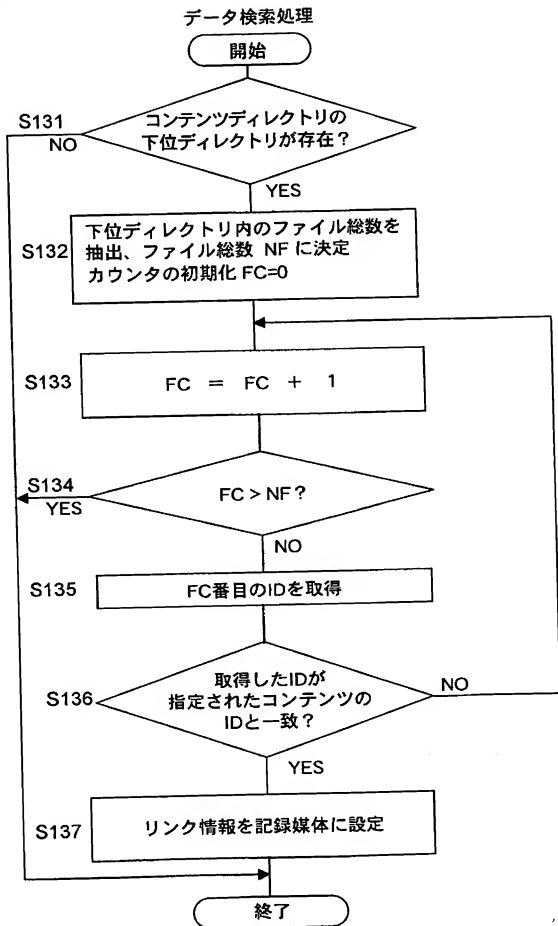 データ検索処理
開始
S131
コンテンツディレクトリの
下位ディレクトリが存在？
NO
YES
S132
下位ディレクトリ内のファイル総数を
抽出、ファイル総数 NF に決定
カウンタの初期化 FC=0
S133
FC = FC + 1
S134
FC > NF？
YES
NO
S135
FC番目のIDを取得
S136
取得したIDが
指定されたコンテンツの
IDと一致？
NO
YES
S137
リンク情報を記録媒体に設定
終了